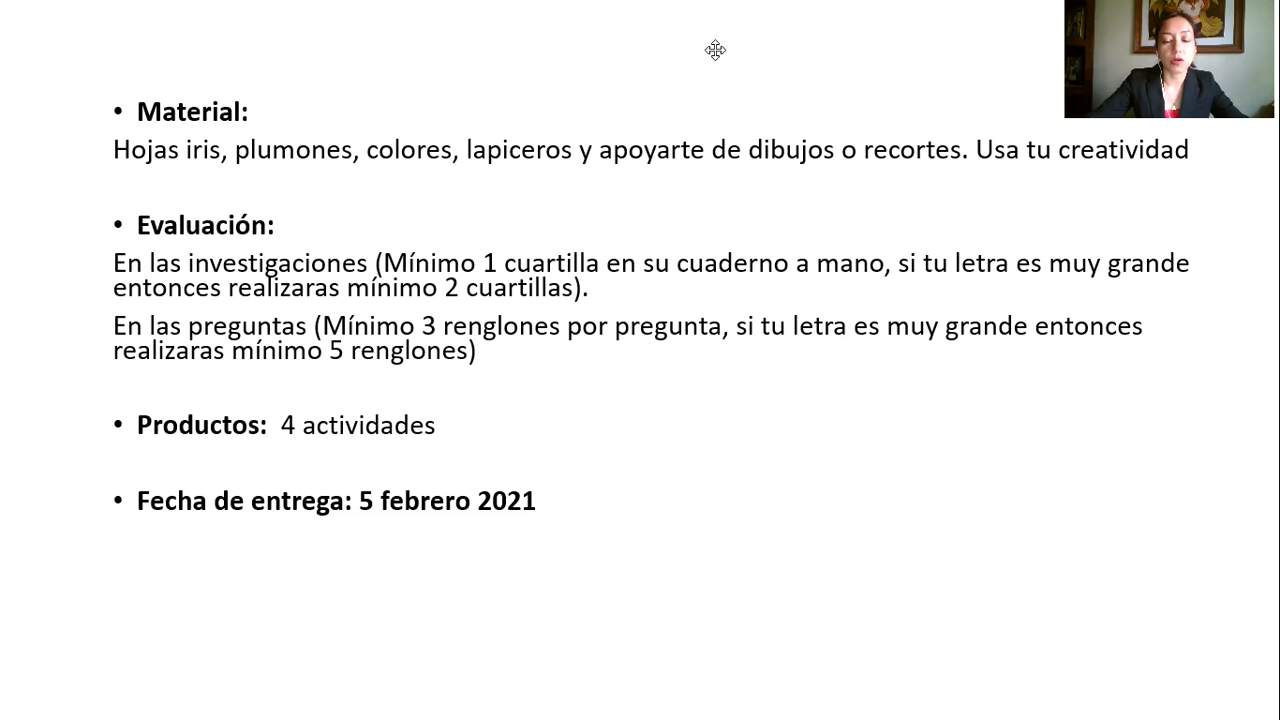 • Material:
Hojas iris, plumones, colores, lapiceros y apoyarte de dibujos o recortes. Usa tu creatividad
• Evaluación:
En las investigaciones (Mínimo 1 cuartilla en su cuaderno a mano, si tu letra es muy grande
entonces realizaras mínimo 2 cuartillas).
En las preguntas (Mínimo 3 renglones por pregunta, si tu letra es muy grande entonces
realizaras mínimo 5 renglones)
• Productos: 4 actividades
• Fecha de entrega: 5 febrero 2021